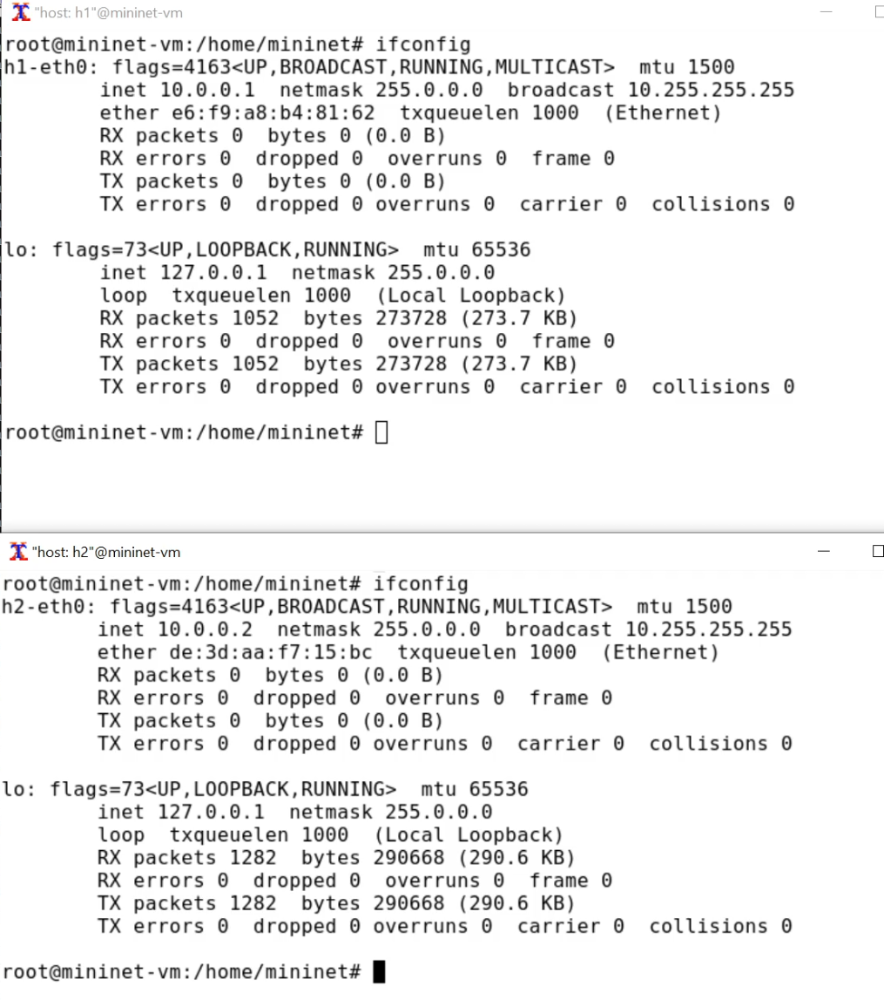 "host: h1"@mininet-vm
root@mininet-vm:/home/mininet# ifconfig
h1-eth0: flags=4163<UP,BROADCAST,RUNNING,MULTICAST>  mtu 1500
        inet 10.0.0.1  netmask 255.0.0.0  broadcast 10.255.255.255
        ether e6:f9:a8:b4:81:62  txqueuelen 1000  (Ethernet)
        RX packets 0  bytes 0 (0.0 B)
        RX errors 0  dropped 0  overruns 0  frame 0
        TX packets 0  bytes 0 (0.0 B)
        TX errors 0  dropped 0 overruns 0  carrier 0  collisions 0

lo: flags=73<UP,LOOPBACK,RUNNING>  mtu 65536
        inet 127.0.0.1  netmask 255.0.0.0
        loop  txqueuelen 1000  (Local Loopback)
        RX packets 1052  bytes 273728 (273.7 KB)
        RX errors 0  dropped 0  overruns 0  frame 0
        TX packets 1052  bytes 273728 (273.7 KB)
        TX errors 0  dropped 0 overruns 0  carrier 0  collisions 0

root@mininet-vm:/home/mininet#
"host: h2"@mininet-vm
root@mininet-vm:/home/mininet# ifconfig
h2-eth0: flags=4163<UP,BROADCAST,RUNNING,MULTICAST>  mtu 1500
        inet 10.0.0.2  netmask 255.0.0.0  broadcast 10.255.255.255
        ether de:3d:aa:f7:15:bc  txqueuelen 1000  (Ethernet)
        RX packets 0  bytes 0 (0.0 B)
        RX errors 0  dropped 0  overruns 0  frame 0
        TX packets 0  bytes 0 (0.0 B)
        TX errors 0  dropped 0 overruns 0  carrier 0  collisions 0

lo: flags=73<UP,LOOPBACK,RUNNING>  mtu 65536
        inet 127.0.0.1  netmask 255.0.0.0
        loop  txqueuelen 1000  (Local Loopback)
        RX packets 1282  bytes 290668 (290.6 KB)
        RX errors 0  dropped 0  overruns 0  frame 0
        TX packets 1282  bytes 290668 (290.6 KB)
        TX errors 0  dropped 0 overruns 0  carrier 0  collisions 0

root@mininet-vm:/home/mininet#